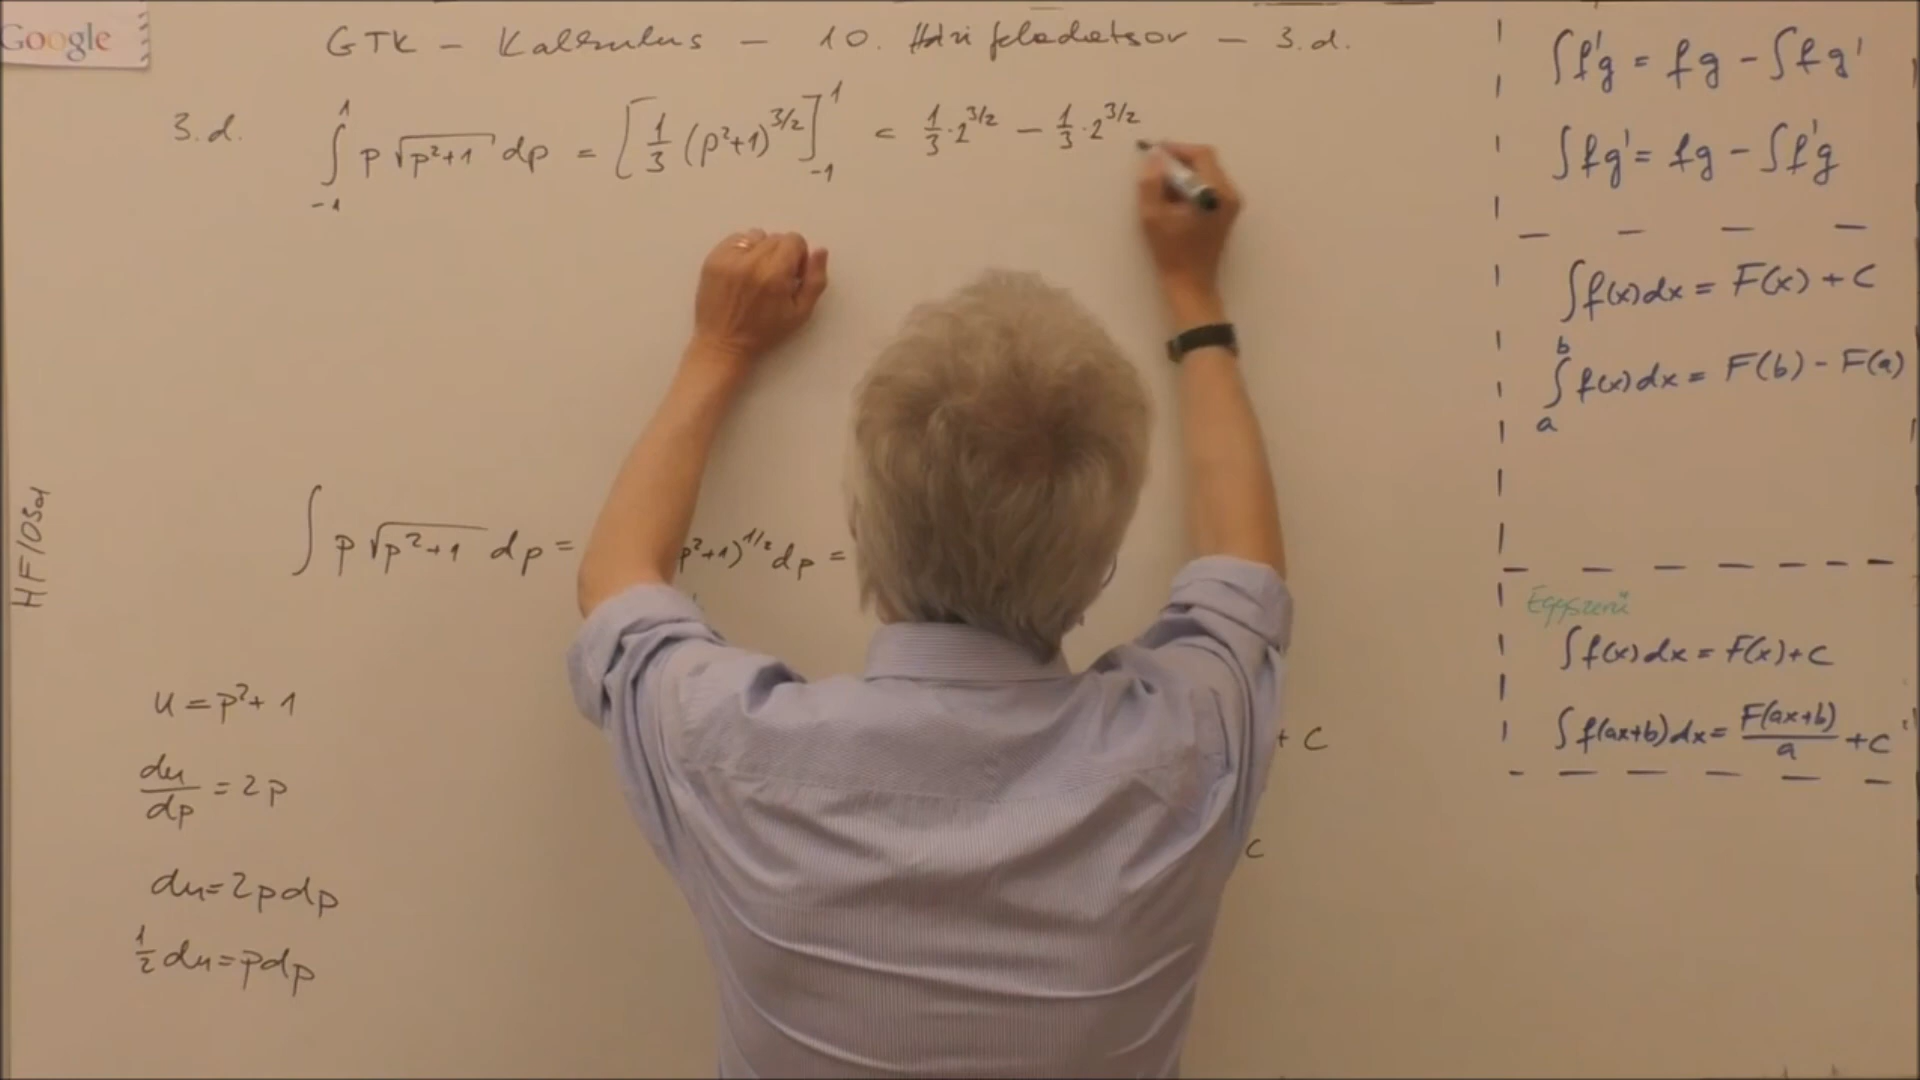 Google
GTK - Kalkulus - 10. Házi feladatsor - 3.d.
3.d. ∫₋₁¹ p √(p²+1) dp = [1/3 (p²+1)^3/2]₋₁¹ = 1/3 · 2^3/2 - 1/3 · 2^3/2
∫ p √(p²+1) dp = p²+1)^1/2 dp =
+ C
C
u = p² + 1
du/dp = 2p
du = 2p dp
1/2 du = p dp
HF103d
∫f'g = fg - ∫fg'
∫fg' = fg - ∫f'g
∫f(x)dx = F(x) + C
∫ₐᵇ f(x)dx = F(b) - F(a)
Egyszerű
∫f(x)dx = F(x)+C
∫f(ax+b)dx = F(ax+b)/a + C